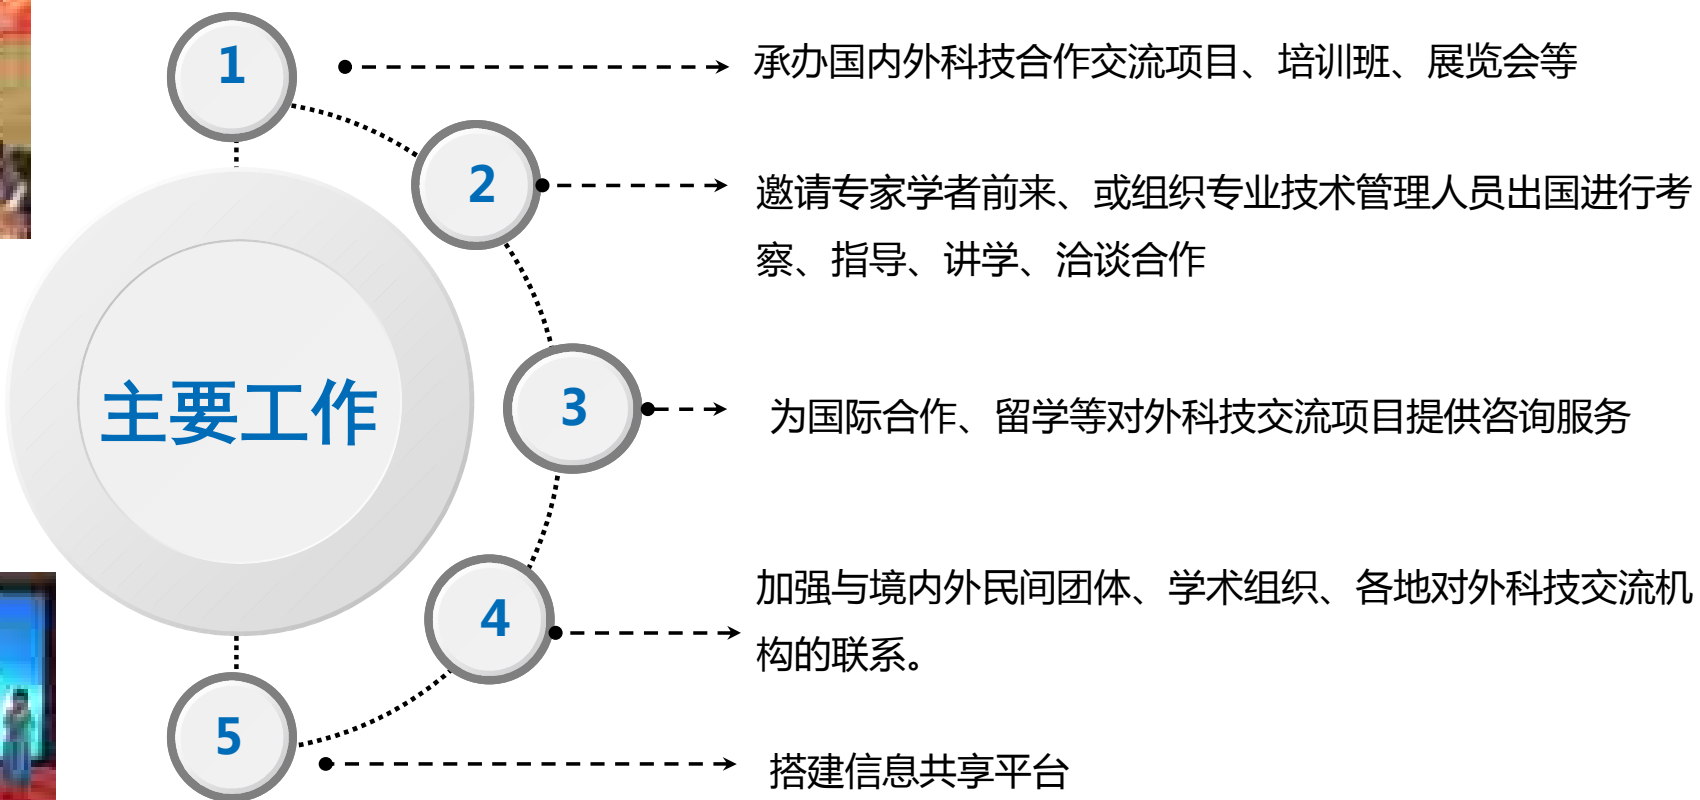 1
承办国内外科技合作交流项目、培训班、展览会等
2
邀请专家学者前来、或组织专业技术管理人员出国进行考
察、指导、讲学、洽谈合作
主要工作
3
为国际合作、留学等对外科技交流项目提供咨询服务
4
加强与境内外民间团体、学术组织、各地对外科技交流机
构的联系。
5
搭建信息共享平台